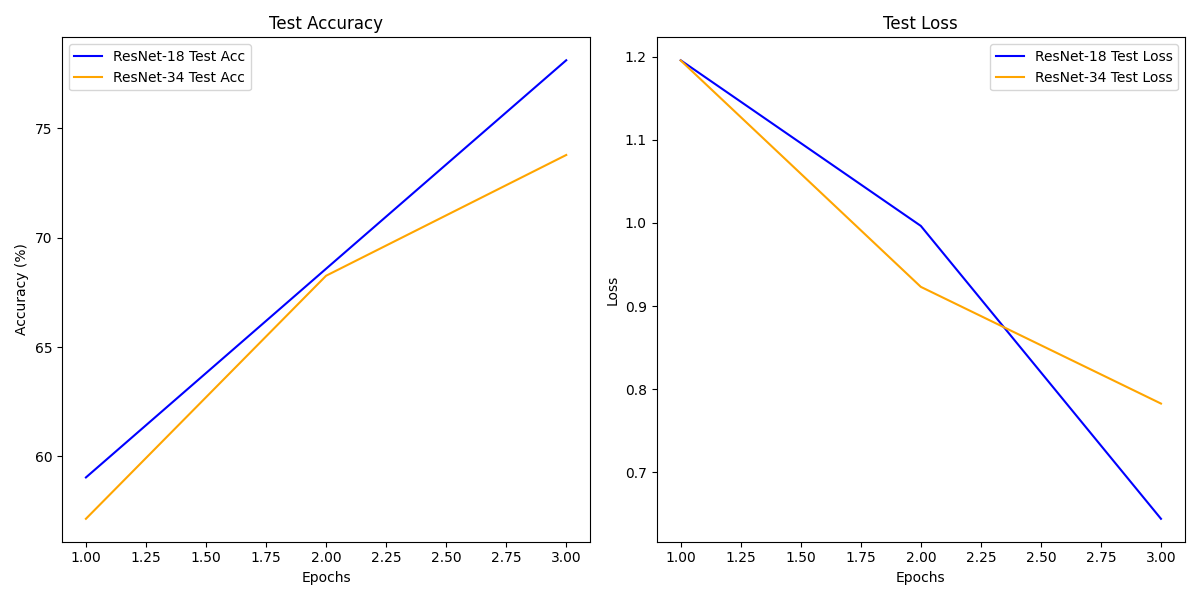 Test Accuracy
ResNet-18 Test Acc
ResNet-34 Test Acc
75
70
65
60
Accuracy (%)
1.00 1.25 1.50 1.75 2.00 2.25 2.50 2.75 3.00
Epochs
Test Loss
ResNet-18 Test Loss
ResNet-34 Test Loss
1.2
1.1
1.0
0.9
0.8
0.7
Loss
1.00 1.25 1.50 1.75 2.00 2.25 2.50 2.75 3.00
Epochs